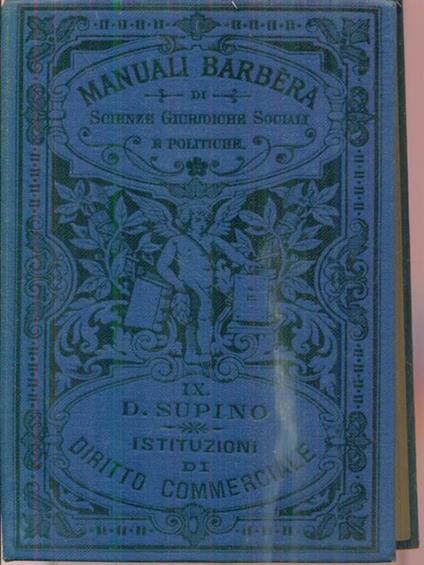 MANUALI BARBÈRA
DI
SCIENZE GIURIDICHE SOCIALI
E POLITICHE.
IX.
D. SUPINO
ISTITUZIONI
DI
DIRITTO COMMERCIALE